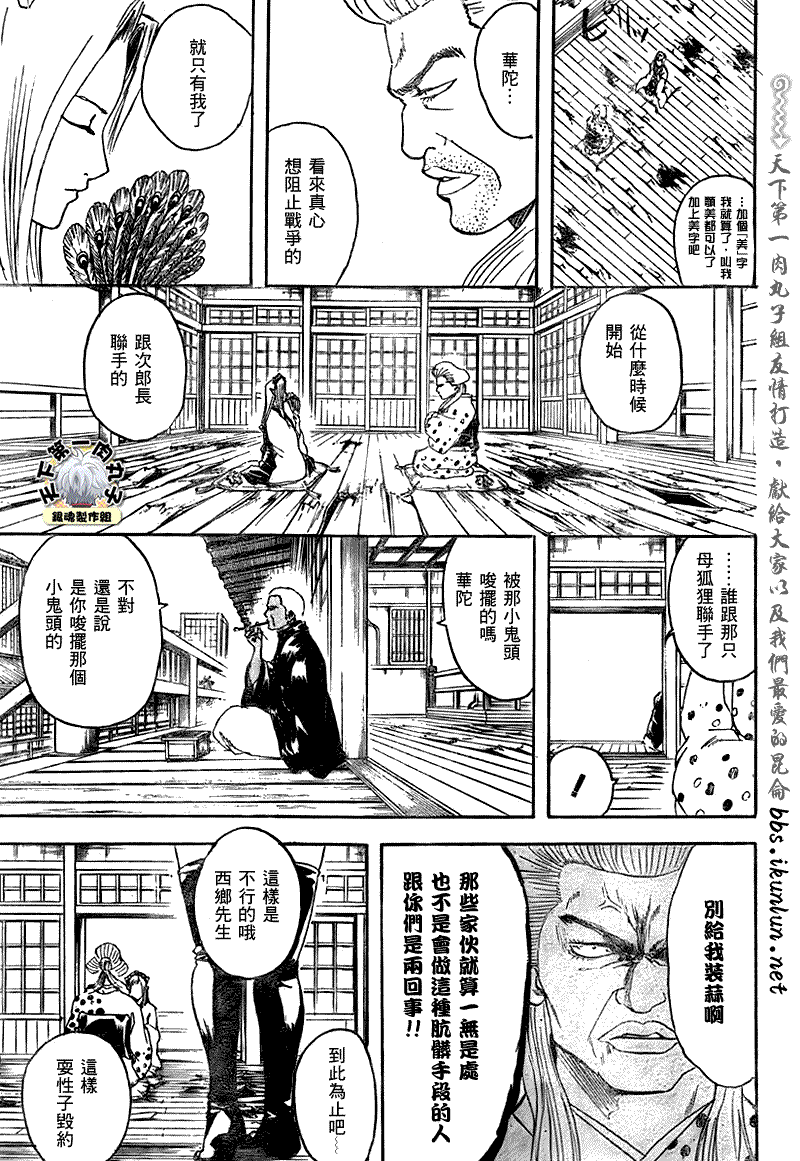 …加個「美」字
我就算了，叫我
顎美都可以了
加上美字吧
華陀…
看來真心
想阻止戰爭的
就只有我了
從什麼時候
開始
跟次郎長
聯手的
天下第一肉丸子
銀魂製作組
……誰跟那只
母狐狸聯手了
！
被那小鬼頭
唆擺的嗎
華陀
不對
還是說
是你唆擺那個
小鬼頭的
別給我裝蒜啊
那些家伙就算一無是處
也不是會做這種骯髒手段的人
跟你們是兩回事！！
這樣是
不行的哦
西鄉先生
到此為止吧～
這樣
耍性子毀約
天下第一肉丸子組友情打造，獻給大家以及我們最愛的昆侖 bbs.ikunlun.net